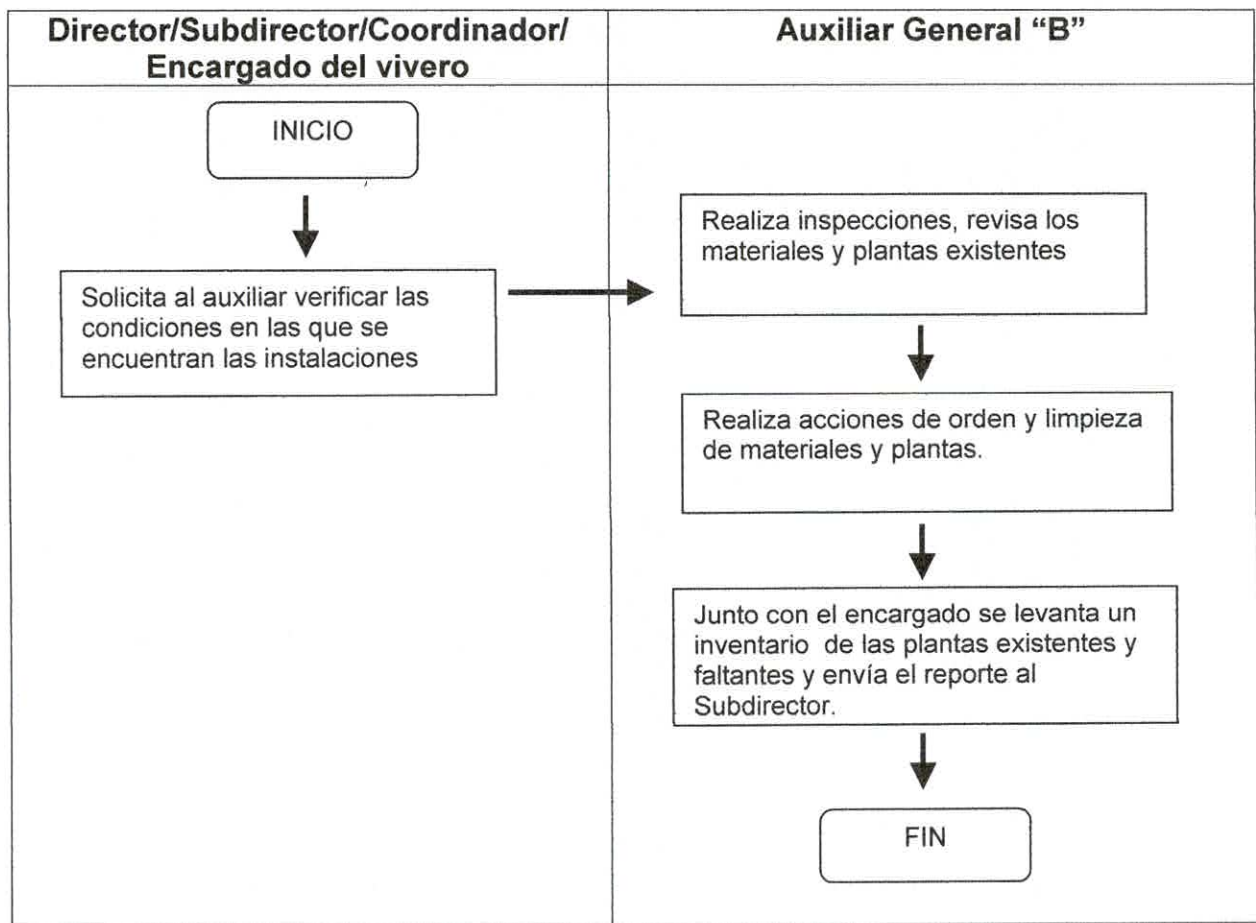 Director/Subdirector/Coordinador/
Encargado del vivero
Auxiliar General “B”
INICIO
Solicita al auxiliar verificar las
condiciones en las que se
encuentran las instalaciones
Realiza inspecciones, revisa los
materiales y plantas existentes
Realiza acciones de orden y limpieza
de materiales y plantas.
Junto con el encargado se levanta un
inventario de las plantas existentes y
faltantes y envía el reporte al
Subdirector.
FIN